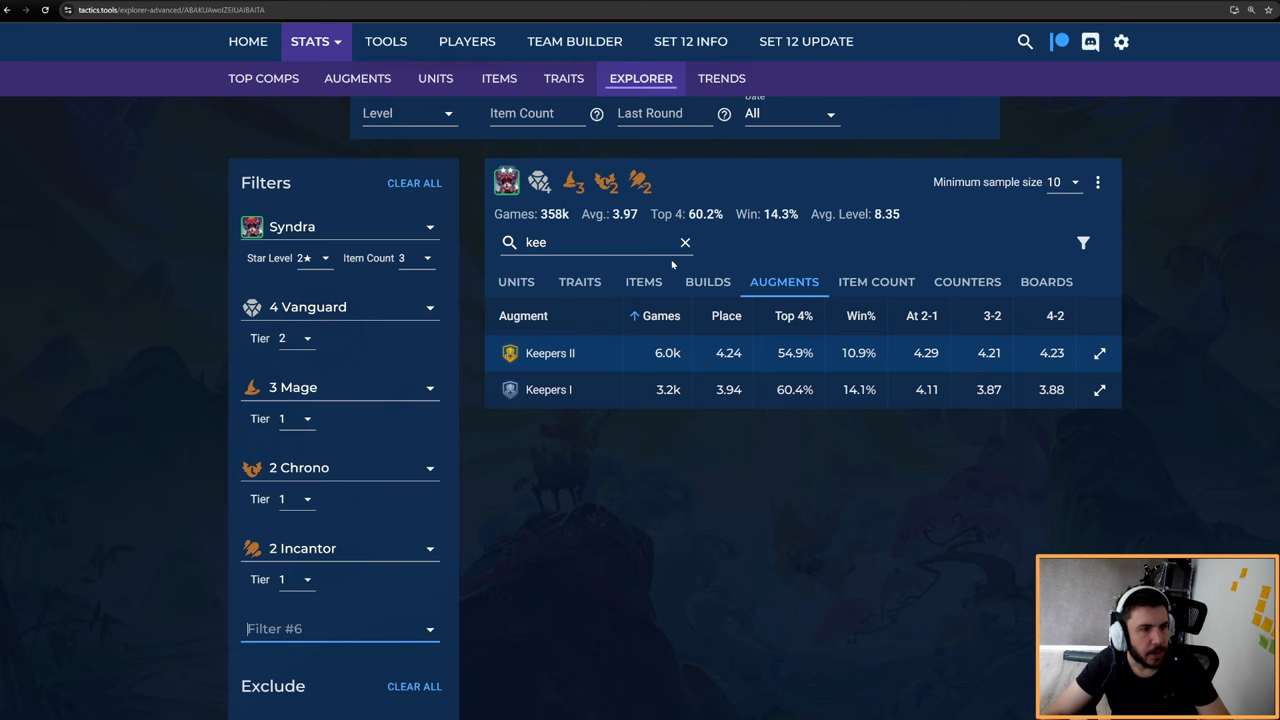 tactics.tools/explorer-advanced/ABAKUAwoIZEIUAIBAITA
HOME STATS TOOLS PLAYERS TEAM BUILDER SET 12 INFO SET 12 UPDATE
TOP COMPS AUGMENTS UNITS ITEMS TRAITS EXPLORER TRENDS
Date
Level Item Count ? Last Round ? All
Filters CLEAR ALL
Syndra
Star Level 2★ Item Count 3
4 Vanguard
Tier 2
3 Mage
Tier 1
2 Chrono
Tier 1
2 Incantor
Tier 1
Filter #6
Exclude CLEAR ALL
4 3 2 2
Minimum sample size 10
Games: 358k Avg.: 3.97 Top 4: 60.2% Win: 14.3% Avg. Level: 8.35
kee
UNITS TRAITS ITEMS BUILDS AUGMENTS ITEM COUNT COUNTERS BOARDS
Augment Games Place Top 4% Win% At 2-1 3-2 4-2
Keepers II 6.0k 4.24 54.9% 10.9% 4.29 4.21 4.23
Keepers I 3.2k 3.94 60.4% 14.1% 4.11 3.87 3.88